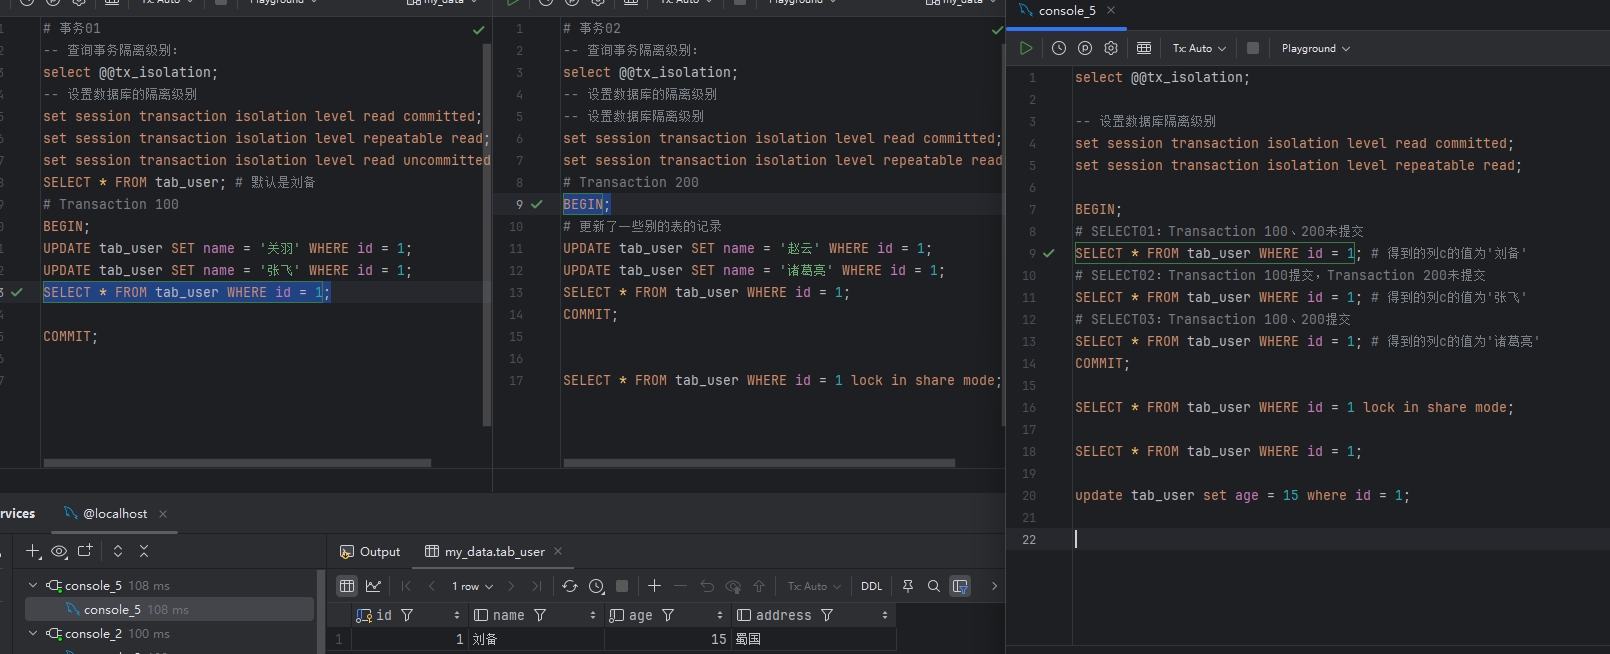 Tx: Auto
Playground
my_data
# 事务01
-- 查询事务隔离级别：
select @@tx_isolation;
-- 设置数据库的隔离级别
set session transaction isolation level read committed;
set session transaction isolation level repeatable read;
set session transaction isolation level read uncommitted
SELECT * FROM tab_user; # 默认是刘备
# Transaction 100
BEGIN;
UPDATE tab_user SET name = '关羽' WHERE id = 1;
UPDATE tab_user SET name = '张飞' WHERE id = 1;
SELECT * FROM tab_user WHERE id = 1;
COMMIT;
Tx: Auto
Playground
my_data
1 # 事务02
2 -- 查询事务隔离级别：
3 select @@tx_isolation;
4 -- 设置数据库的隔离级别
5 -- 设置数据库隔离级别
6 set session transaction isolation level read committed;
7 set session transaction isolation level repeatable read
8 # Transaction 200
9 BEGIN;
10 # 更新了一些别的表的记录
11 UPDATE tab_user SET name = '赵云' WHERE id = 1;
12 UPDATE tab_user SET name = '诸葛亮' WHERE id = 1;
13 SELECT * FROM tab_user WHERE id = 1;
14 COMMIT;
15
16
17 SELECT * FROM tab_user WHERE id = 1 lock in share mode;
console_5
Tx: Auto
Playground
1 select @@tx_isolation;
2
3 -- 设置数据库隔离级别
4 set session transaction isolation level read committed;
5 set session transaction isolation level repeatable read;
6
7 BEGIN;
8 # SELECT01：Transaction 100、200未提交
9 SELECT * FROM tab_user WHERE id = 1; # 得到的列c的值为'刘备'
10 # SELECT02：Transaction 100提交，Transaction 200未提交
11 SELECT * FROM tab_user WHERE id = 1; # 得到的列c的值为'张飞'
12 # SELECT03：Transaction 100、200提交
13 SELECT * FROM tab_user WHERE id = 1; # 得到的列c的值为'诸葛亮'
14 COMMIT;
15
16 SELECT * FROM tab_user WHERE id = 1 lock in share mode;
17
18 SELECT * FROM tab_user WHERE id = 1;
19
20 update tab_user set age = 15 where id = 1;
21
22
rvices
@localhost
console_5 108 ms
console_5 108 ms
console_2 100 ms
Output
my_data.tab_user
1 row
Tx: Auto
DDL
id name age address
1 1 刘备 15 蜀国